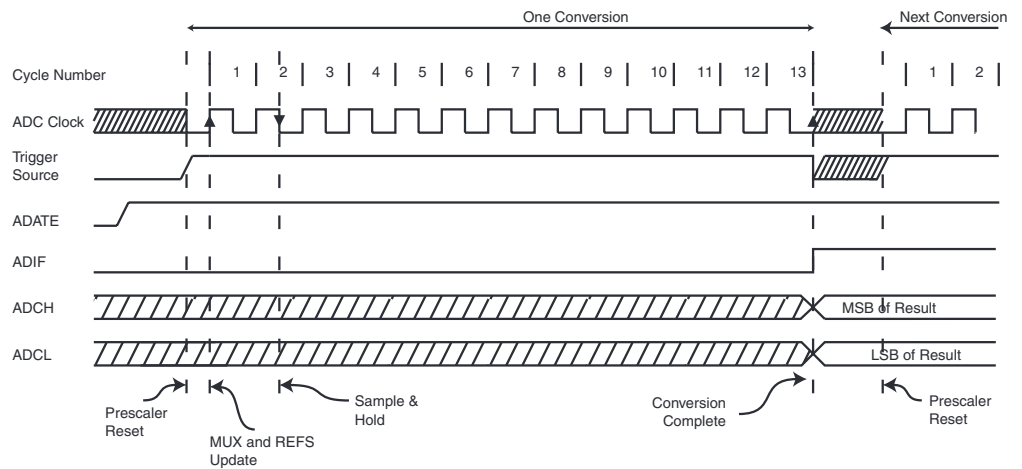 One Conversion
Next Conversion
Cycle Number
1 2 3 4 5 6 7 8 9 10 11 12 13 1 2
ADC Clock
Trigger
Source
ADATE
ADIF
ADCH
MSB of Result
ADCL
LSB of Result
Prescaler
Reset
MUX and REFS
Update
Sample &
Hold
Conversion
Complete
Prescaler
Reset